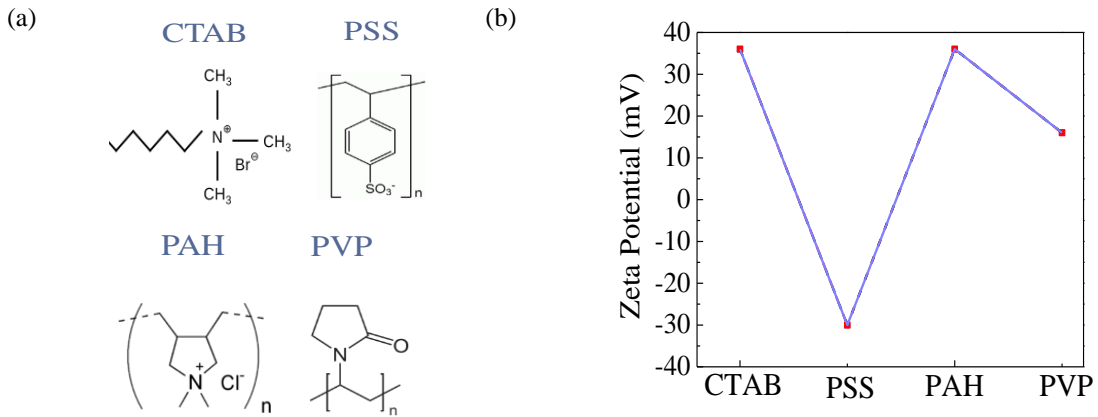 (a)
CTAB PSS
CH₃
N⊕
CH₃
Br⊖
CH₃
SO₃⁻
n
PAH PVP
N
+
Cl⁻
n
N
O
n
(b)
Zeta Potential (mV)
40
30
20
10
0
-10
-20
-30
-40
CTAB PSS PAH PVP